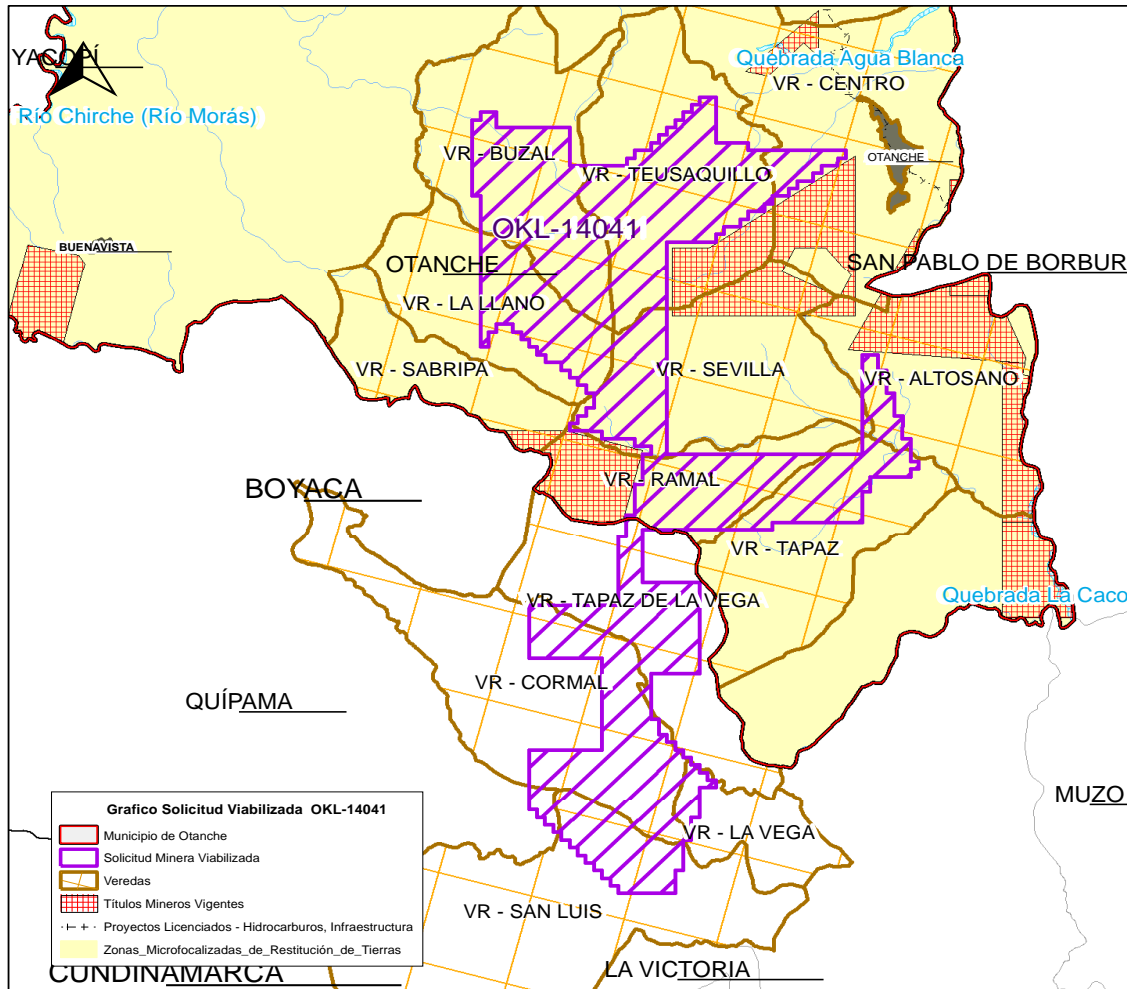 YACOPÍ
Quebrada Agua Blanca
VR - CENTRO
Río Chirche (Río Morás)
VR - BUZAL
OTANCHE
VR - TEUSAQUILLO
OKL-14041
BUENAVISTA
OTANCHE
SAN PABLO DE BORBUR
VR - LA LLANO
VR - SABRIPA
VR - SEVILLA
VR - ALTOSANO
VR - RAMAL
BOYACA
VR - TAPAZ
VR - TAPAZ DE LA VEGA
Quebrada La Caco
VR - CORMAL
QUÍPAMA
MUZO
VR - LA VEGA
VR - SAN LUIS
LA VICTORIA
CUNDINAMARCA
Grafico Solicitud Viabilizada OKL-14041
Municipio de Otanche
Solicitud Minera Viabilizada
Veredas
Títulos Mineros Vigentes
Proyectos Licenciados - Hidrocarburos, Infraestructura
Zonas_Microfocalizadas_de_Restitución_de_Tierras